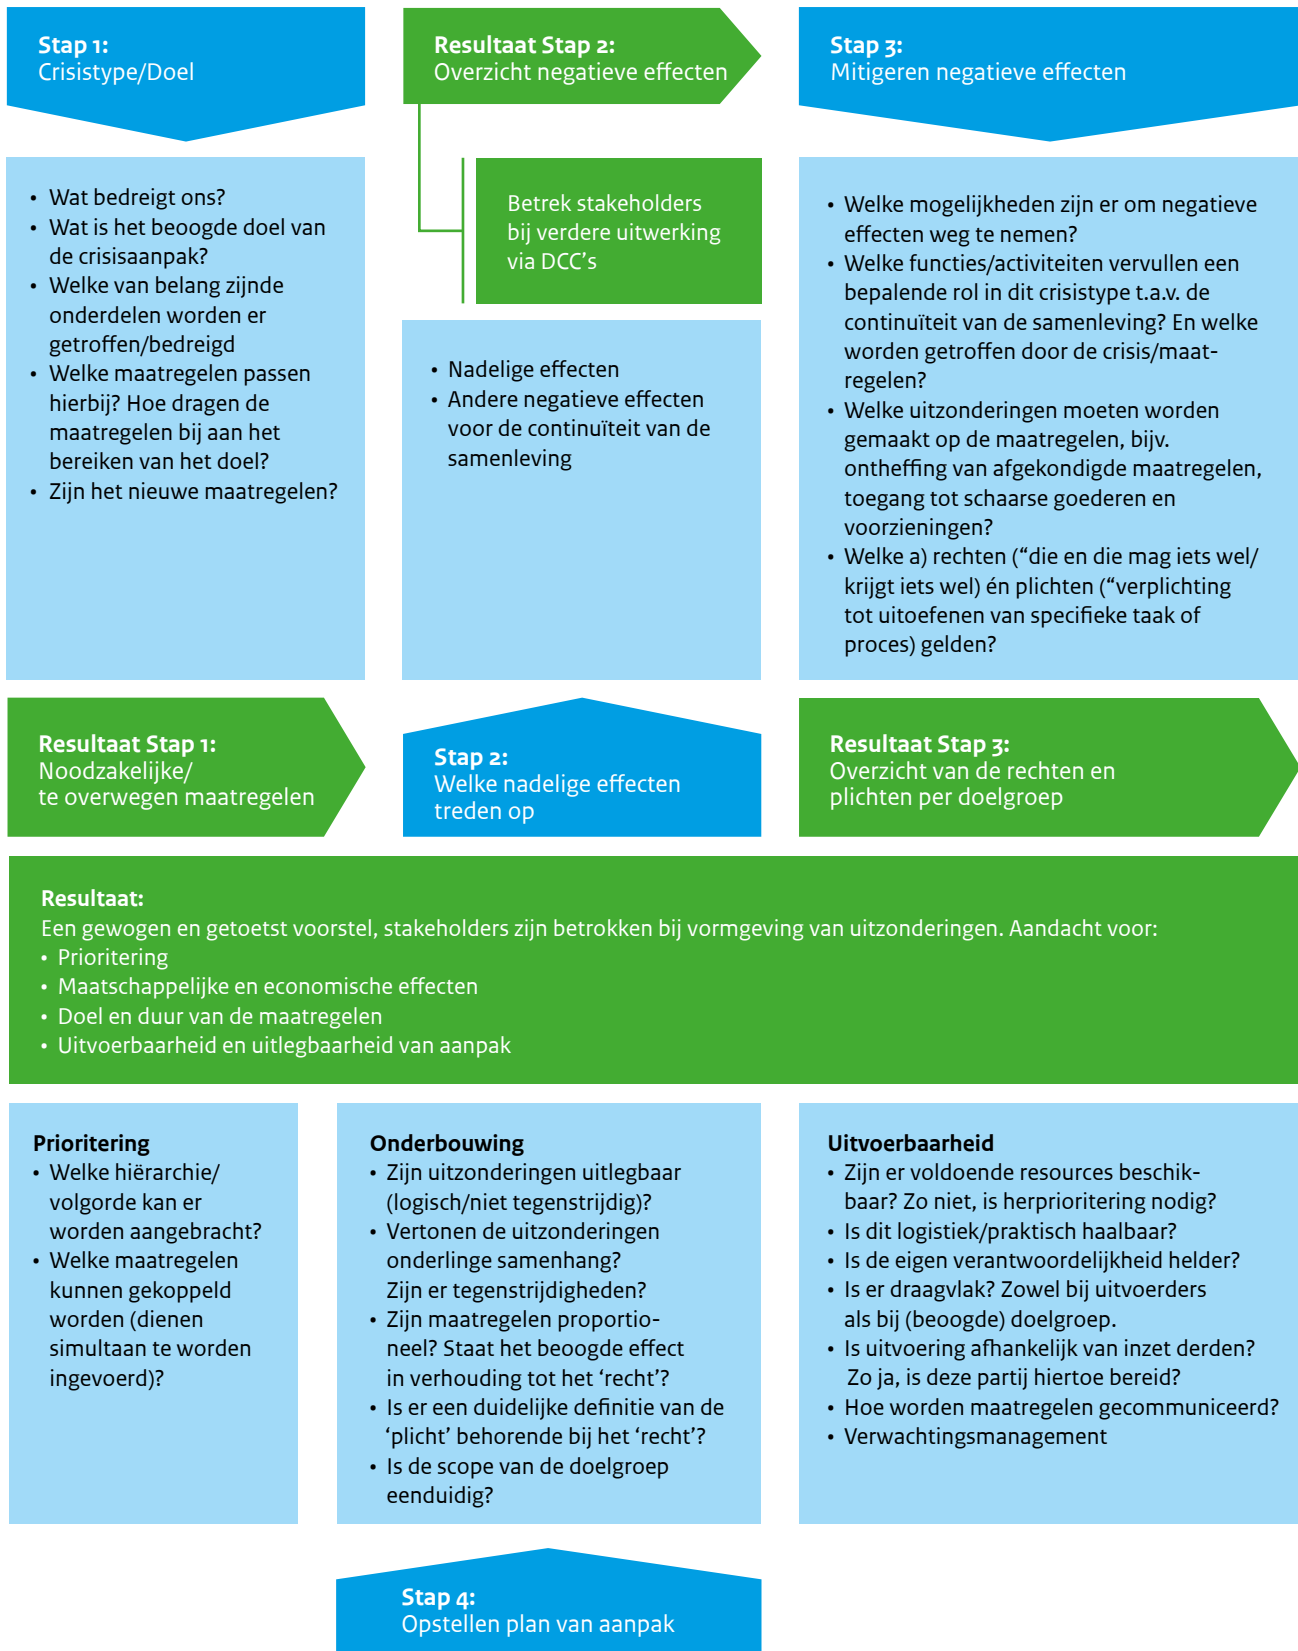 Stap 1:
Crisistype/Doel
• Wat bedreigt ons?
• Wat is het beoogde doel van
de crisisaanpak?
• Welke van belang zijnde
onderdelen worden er
getroffen/bedreigd
• Welke maatregelen passen
hierbij? Hoe dragen de
maatregelen bij aan het
bereiken van het doel?
• Zijn het nieuwe maatregelen?
Resultaat Stap 1:
Noodzakelijke/
te overwegen maatregelen
Resultaat Stap 2:
Overzicht negatieve effecten
Betrek stakeholders
bij verdere uitwerking
via DCC’s
• Nadelige effecten
• Andere negatieve effecten
voor de continuïteit van de
samenleving
Stap 2:
Welke nadelige effecten
treden op
Stap 3:
Mitigeren negatieve effecten
• Welke mogelijkheden zijn er om negatieve
effecten weg te nemen?
• Welke functies/activiteiten vervullen een
bepalende rol in dit crisistype t.a.v. de
continuïteit van de samenleving? En welke
worden getroffen door de crisis/maat-
regelen?
• Welke uitzonderingen moeten worden
gemaakt op de maatregelen, bijv.
ontheffing van afgekondigde maatregelen,
toegang tot schaarse goederen en
voorzieningen?
• Welke a) rechten (“die en die mag iets wel/
krijgt iets wel) én plichten (“verplichting
tot uitoefenen van specifieke taak of
proces) gelden?
Resultaat Stap 3:
Overzicht van de rechten en
plichten per doelgroep
Resultaat:
Een gewogen en getoetst voorstel, stakeholders zijn betrokken bij vormgeving van uitzonderingen. Aandacht voor:
• Prioritering
• Maatschappelijke en economische effecten
• Doel en duur van de maatregelen
• Uitvoerbaarheid en uitlegbaarheid van aanpak
Prioritering
• Welke hiërarchie/
volgorde kan er
worden aangebracht?
• Welke maatregelen
kunnen gekoppeld
worden (dienen
simultaan te worden
ingevoerd)?
Onderbouwing
• Zijn uitzonderingen uitlegbaar
(logisch/niet tegenstrijdig)?
• Vertonen de uitzonderingen
onderlinge samenhang?
Zijn er tegenstrijdigheden?
• Zijn maatregelen proportio-
neel? Staat het beoogde effect
in verhouding tot het ‘recht’?
• Is er een duidelijke definitie van de
‘plicht’ behorende bij het ‘recht’?
• Is de scope van de doelgroep
eenduidig?
Uitvoerbaarheid
• Zijn er voldoende resources beschik-
baar? Zo niet, is herprioritering nodig?
• Is dit logistiek/praktisch haalbaar?
• Is de eigen verantwoordelijkheid helder?
• Is er draagvlak? Zowel bij uitvoerders
als bij (beoogde) doelgroep.
• Is uitvoering afhankelijk van inzet derden?
Zo ja, is deze partij hiertoe bereid?
• Hoe worden maatregelen gecommuniceerd?
• Verwachtingsmanagement
Stap 4:
Opstellen plan van aanpak